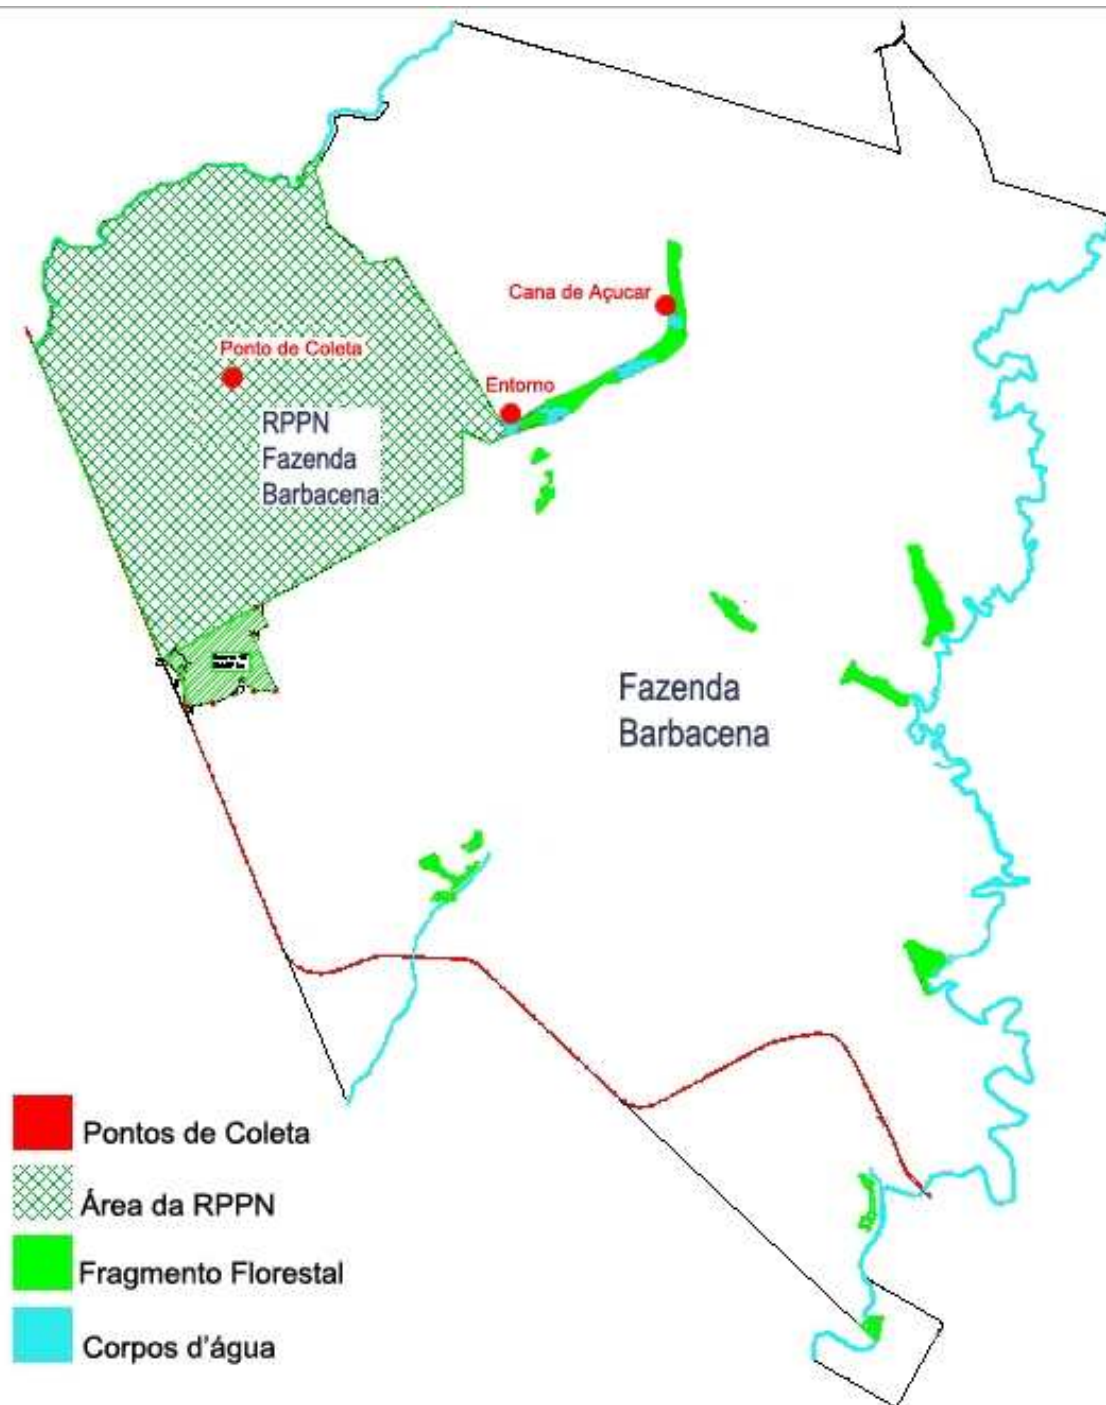 Cana de Açucar
Ponto de Coleta
Entorno
RPPN
Fazenda
Barbacena
Fazenda
Barbacena
Pontos de Coleta
Área da RPPN
Fragmento Florestal
Corpos d'água